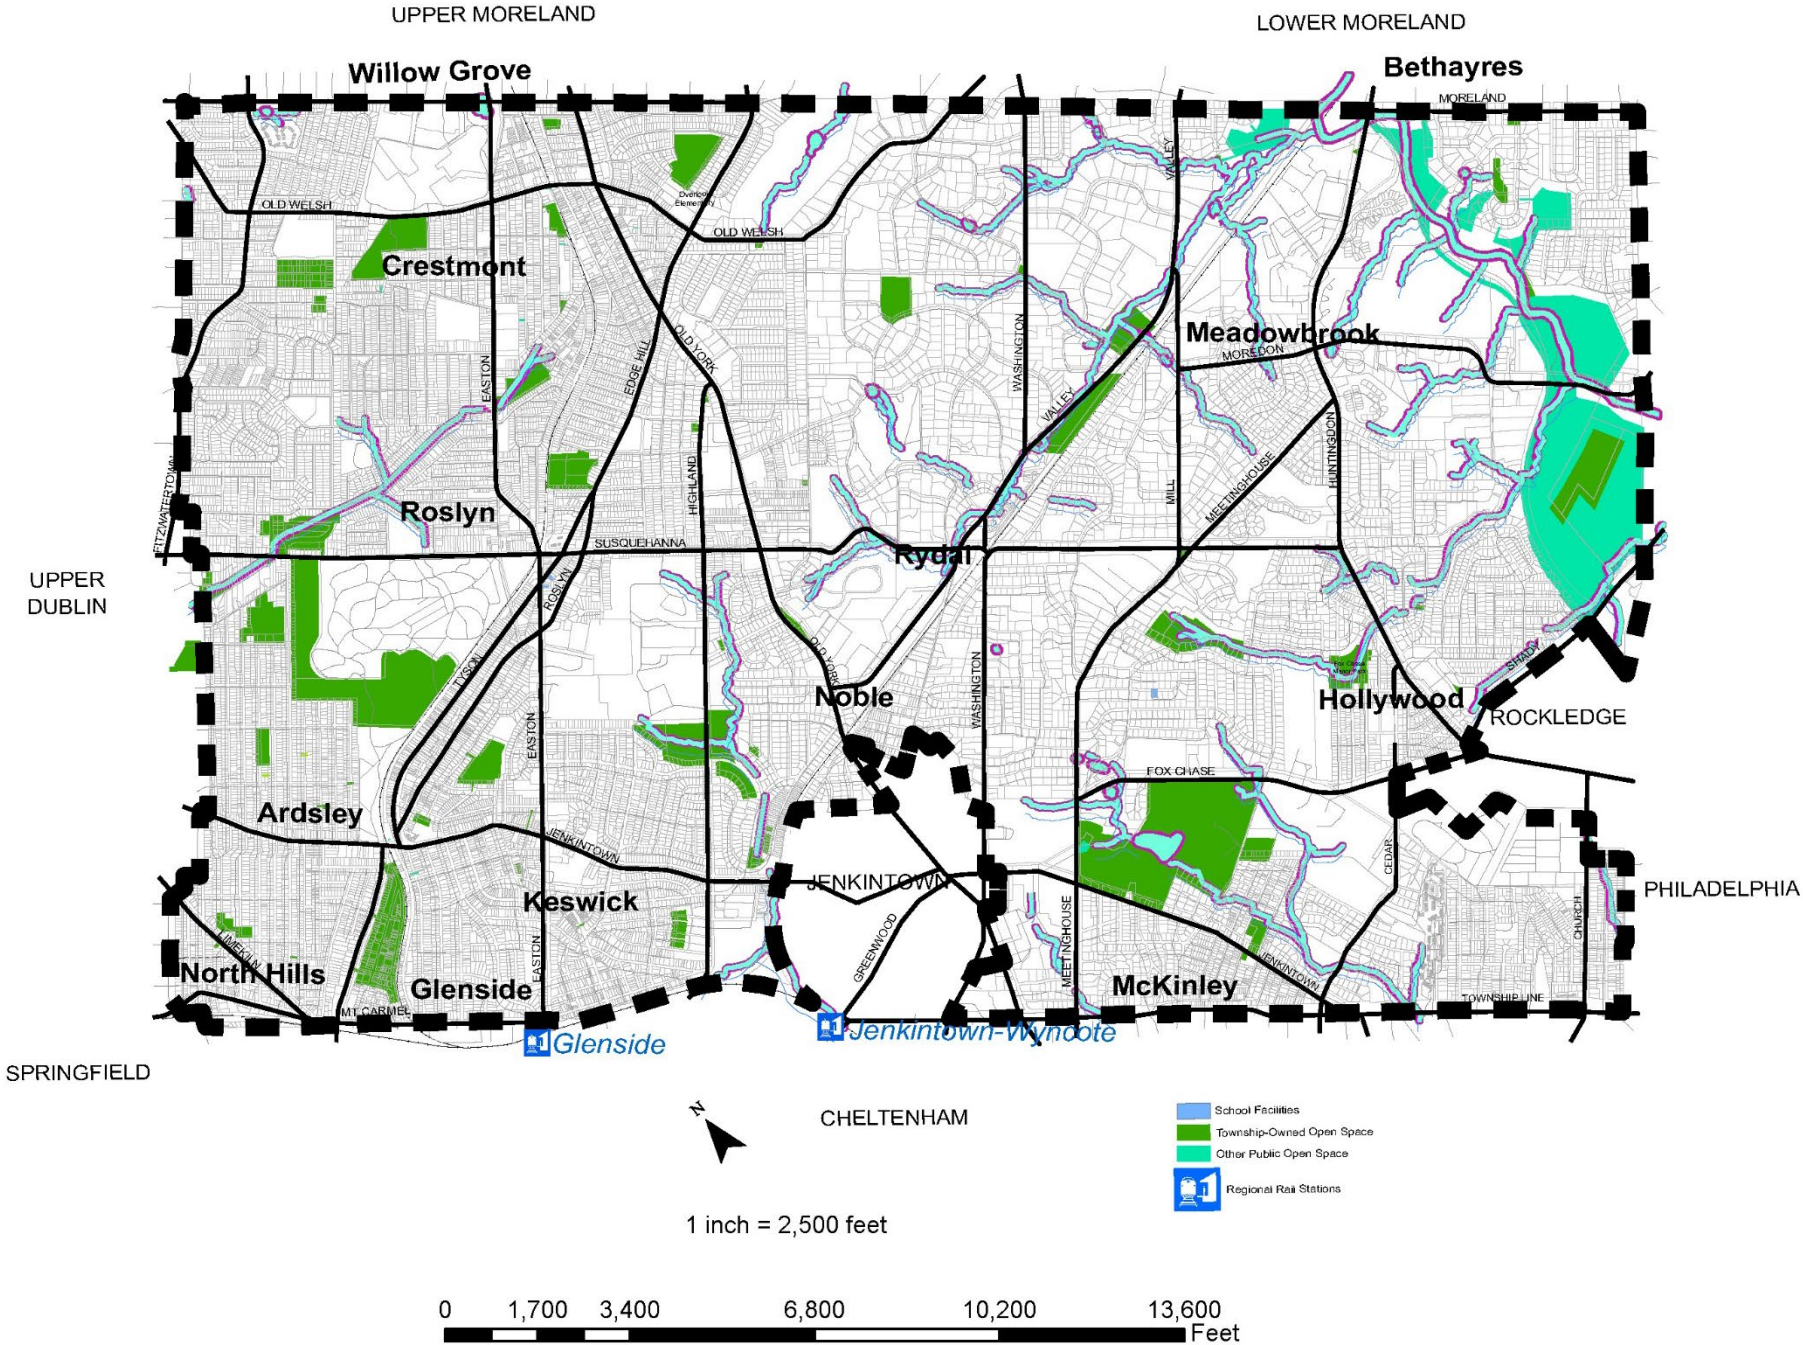 UPPER MORELAND
LOWER MORELAND
Willow Grove
Bethayres
MORELAND
VALLEY
Overlook
Elementary
OLD WELSH
OLD WELSH
Crestmont
OLD YORK
EDGE HILL
EASTON
WASHINGTON
Meadowbrook
MOREDON
VALLEY
HIGHLAND
FITZWATERTOWN
Roslyn
MILL
MEETINGHOUSE
HUNTINGDON
SUSQUEHANNA
Rydal
UPPER
DUBLIN
ROSLYN
TYSON
OLD YORK
WASHINGTON
Noble
Fox Chase
Manor Park
SHADY
Hollywood
ROCKLEDGE
EASTON
FOX CHASE
Ardsley
JENKINTOWN
CEDAR
JENKINTOWN
PHILADELPHIA
Keswick
CHURCH
GREENWOOD
MEETINGHOUSE
LIMEKILN
EASTON
North Hills
Glenside
McKinley
JENKINTOWN
MT CARMEL
TOWNSHIP LINE
Glenside
Jenkintown-Wyncote
SPRINGFIELD
N
CHELTENHAM
School Facilities
Township-Owned Open Space
Other Public Open Space
Regional Rail Stations
1 inch = 2,500 feet
0 1,700 3,400 6,800 10,200 13,600
Feet